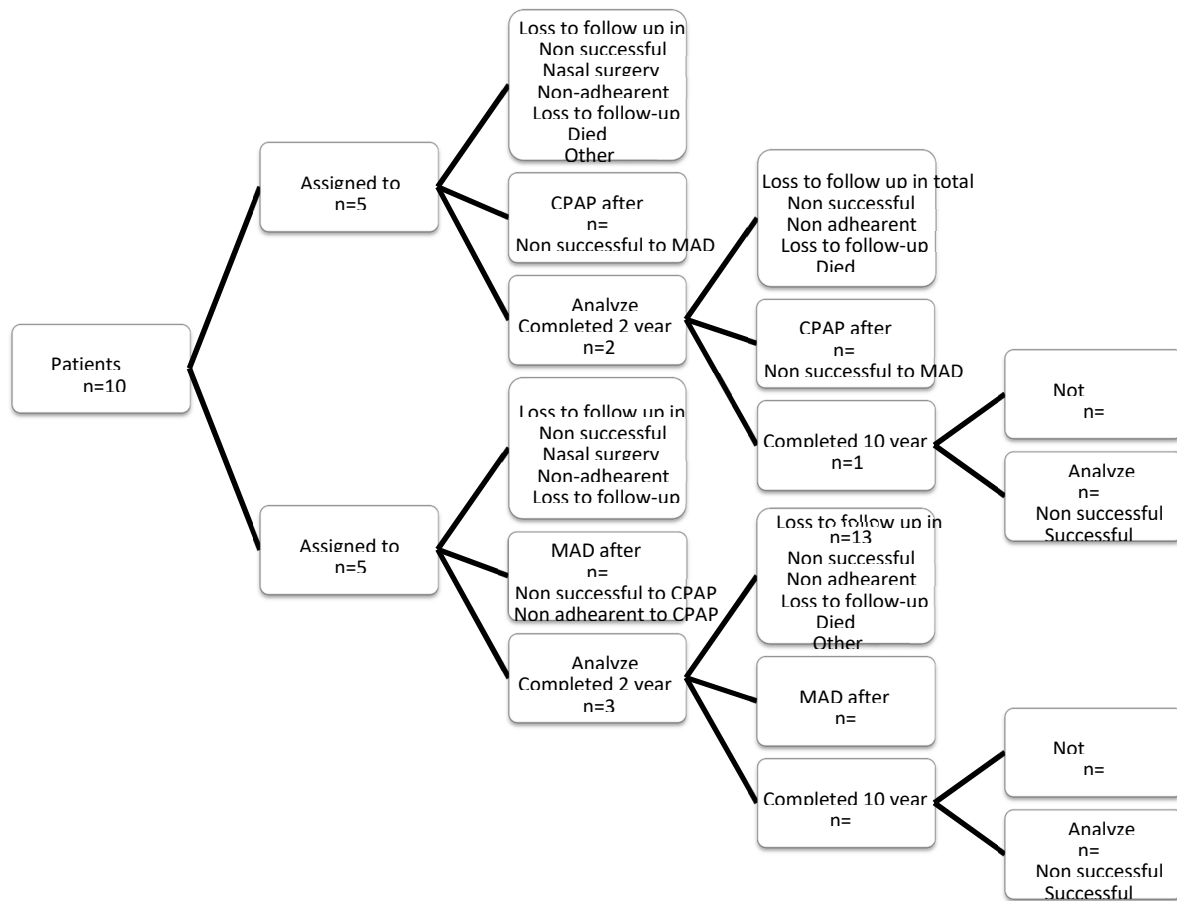 Patients
n=10
Assigned to
n=5
Loss to follow up in
Non successful
Nasal surgery
Non-adhearent
Loss to follow-up
Died
Other
CPAP after
n=
Non successful to MAD
Analyze
Completed 2 year
n=2
Loss to follow up in total
Non successful
Non adhearent
Loss to follow-up
Died
CPAP after
n=
Non successful to MAD
Completed 10 year
n=1
Not
n=
Analyze
n=
Non successful
Successful
Assigned to
n=5
Loss to follow up in
Non successful
Nasal surgery
Non-adhearent
Loss to follow-up
MAD after
n=
Non successful to CPAP
Non adhearent to CPAP
Analyze
Completed 2 year
n=3
Loss to follow up in
n=13
Non successful
Non adhearent
Loss to follow-up
Died
Other
MAD after
n=
Completed 10 year
n=
Not
n=
Analyze
n=
Non successful
Successful